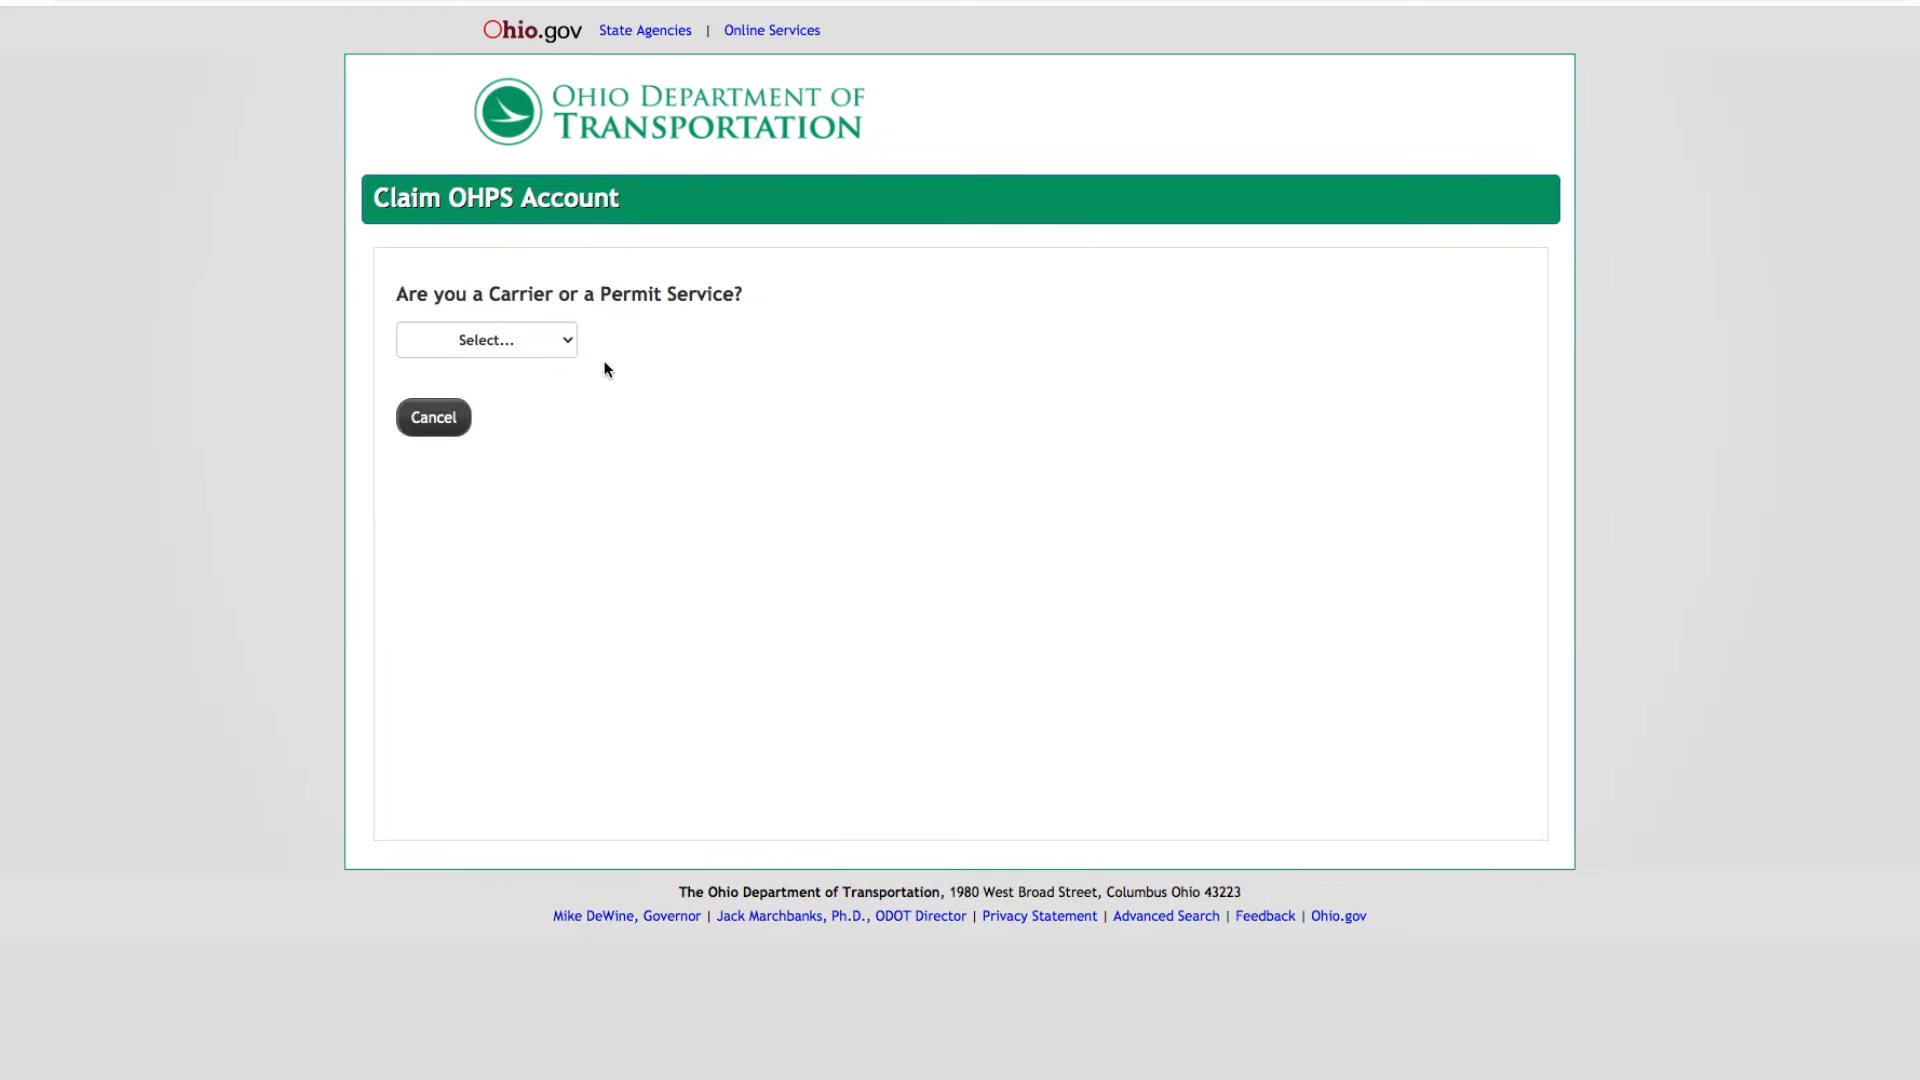 Ohio.gov State Agencies | Online Services
OHIO DEPARTMENT OF
TRANSPORTATION
Claim OHPS Account
Are you a Carrier or a Permit Service?
Select...
Cancel
The Ohio Department of Transportation, 1980 West Broad Street, Columbus Ohio 43223
Mike DeWine, Governor | Jack Marchbanks, Ph.D., ODOT Director | Privacy Statement | Advanced Search | Feedback | Ohio.gov